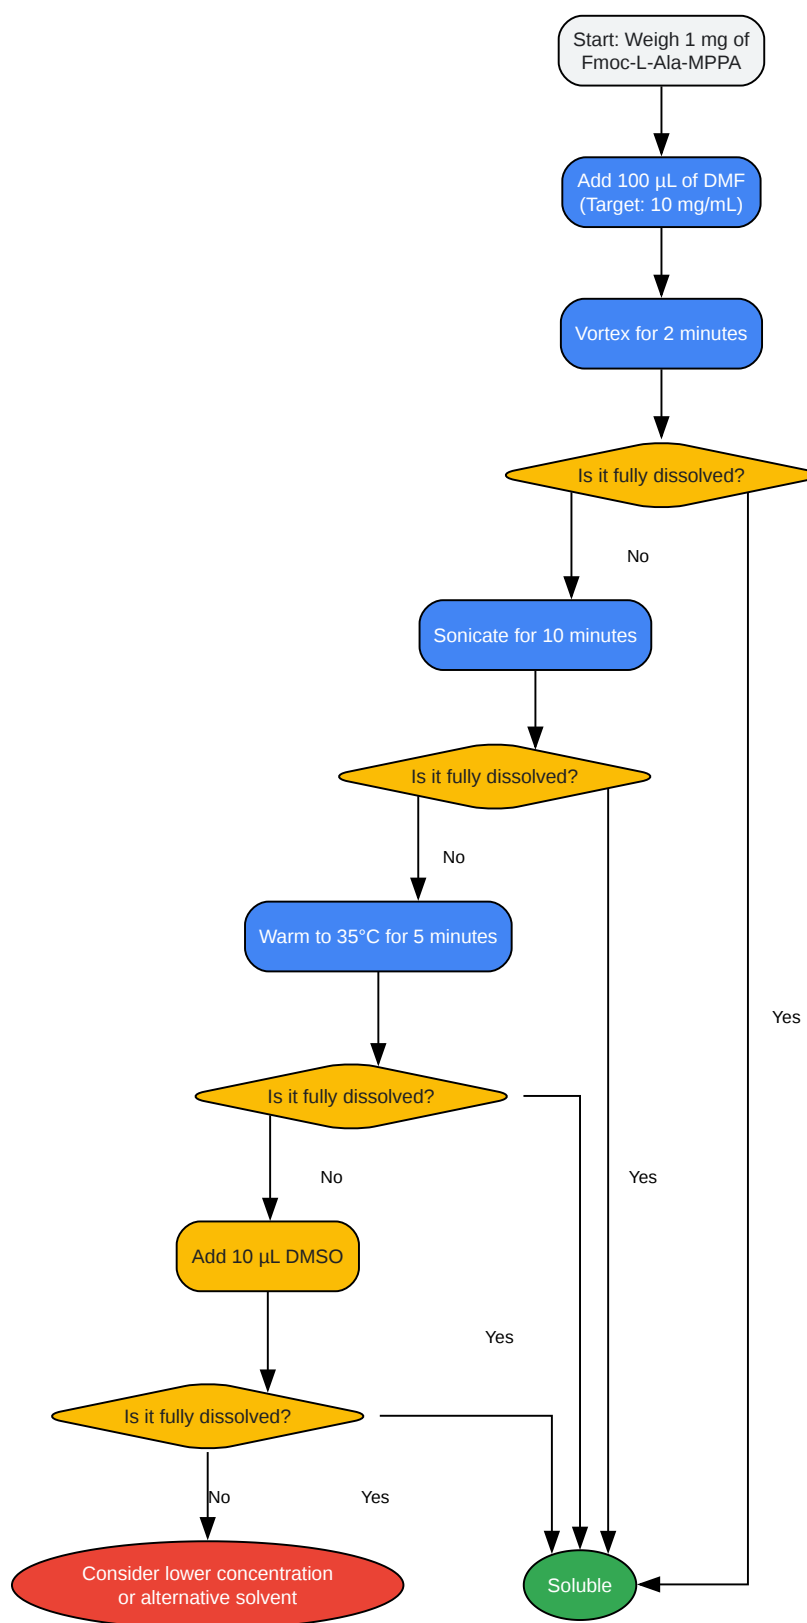 Start: Weigh 1 mg of
Fmoc-L-Ala-MPPA
Add 100 µL of DMF
(Target: 10 mg/mL)
Vortex for 2 minutes
Is it fully dissolved?
No
Sonicate for 10 minutes
Is it fully dissolved?
No
Warm to 35°C for 5 minutes
Yes
Is it fully dissolved?
No
Yes
Add 10 µL DMSO
Yes
Is it fully dissolved?
No
Yes
Consider lower concentration
or alternative solvent
Soluble